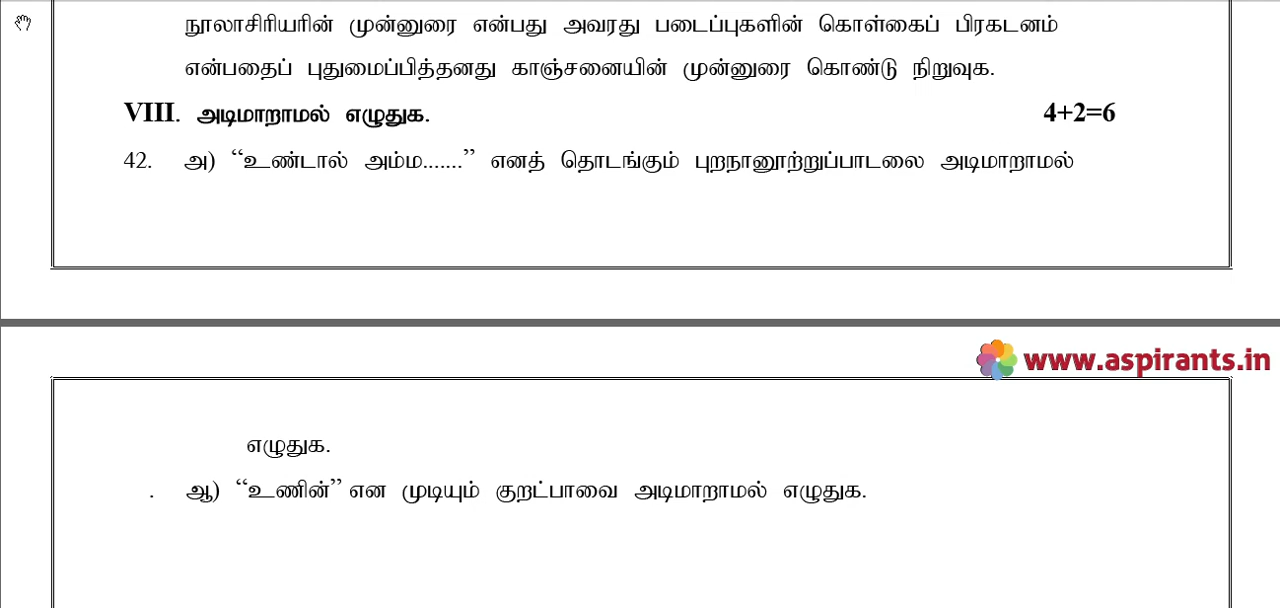 நூலாசிரியரின் முன்னுரை என்பது அவரது படைப்புகளின் கொள்கைப் பிரகடனம்
என்பதைப் புதுமைப்பித்தனது காஞ்சனையின் முன்னுரை கொண்டு நிறுவுக.
VIII. அடிமாறாமல் எழுதுக. 4+2=6
42. அ) “உண்டால் அம்ம.......” எனத் தொடங்கும் புறநானூற்றுப்பாடலை அடிமாறாமல்
www.aspirants.in
எழுதுக.
. ஆ) “உணின்” என முடியும் குறட்பாவை அடிமாறாமல் எழுதுக.